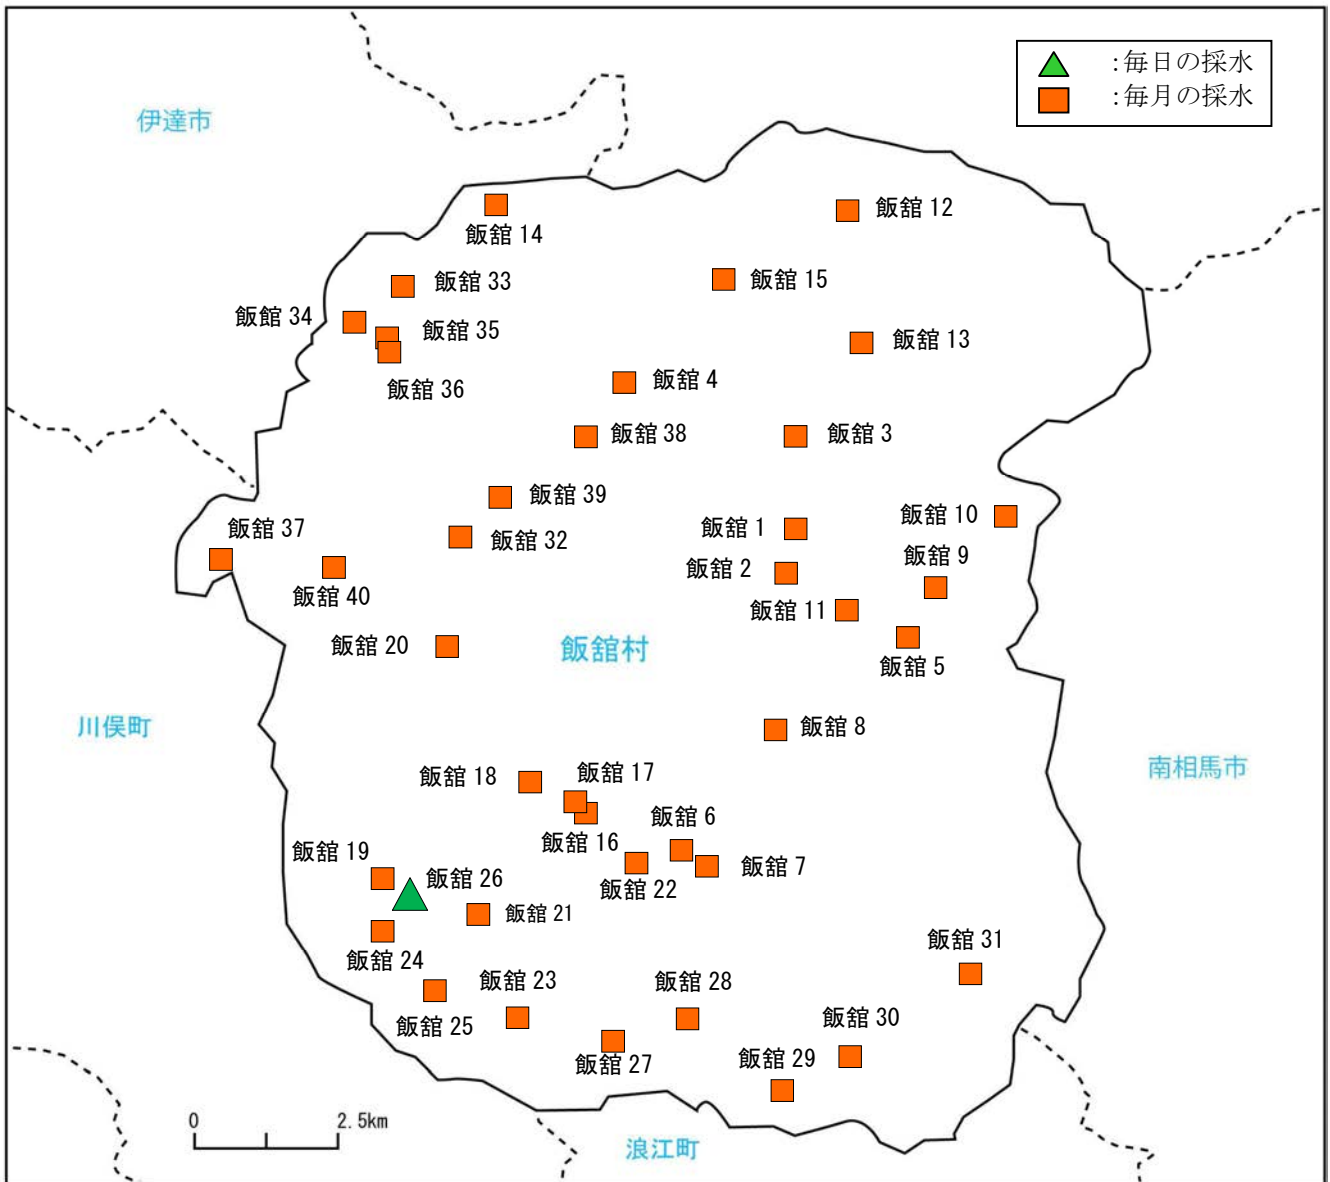 :毎日の採水
:毎月の採水
伊達市
飯舘 14
飯舘 12
飯舘 33
飯舘 15
飯館 34
飯舘 35
飯舘 13
飯舘 36
飯舘 4
飯舘 38
飯舘 3
飯舘 39
飯舘 10
飯舘 37
飯舘 32
飯舘 1
飯舘 9
飯舘 2
飯舘 40
飯舘 11
飯舘 20
飯舘村
飯舘 5
川俣町
飯舘 8
南相馬市
飯舘 18
飯舘 17
飯舘 6
飯舘 16
飯舘 19
飯舘 7
飯舘 26
飯舘 22
飯舘 21
飯舘 31
飯舘 24
飯舘 23
飯舘 28
飯舘 25
飯舘 30
飯舘 27
飯舘 29
0
2.5km
浪江町